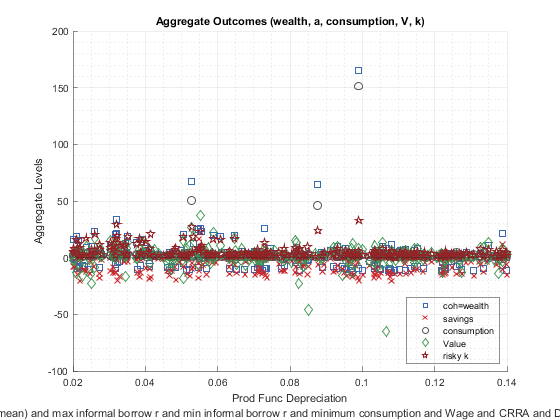 Aggregate Outcomes (wealth, a, consumption, V, k)
200
150
100
50
0
-50
-100
Aggregate Levels
coh=wealth
savings
consumption
Value
risky k
0.02
0.04
0.06
0.08
0.1
0.12
0.14
Prod Func Depreciation
mean) and max informal borrow r and min informal borrow r and minimum consumption and Wage and CRRA and